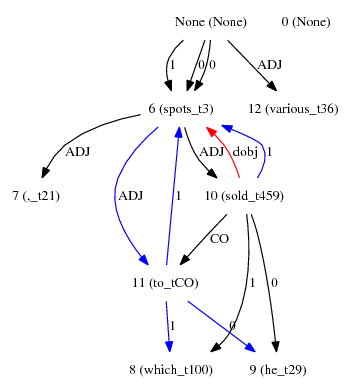 None (None) 0 (None)
1 0 0 ADJ
6 (spots_t3) 12 (various_t36)
ADJ ADJ 1 ADJ dobj 1
7 (,_t21) 10 (sold_t459)
CO
11 (to_tCO) 1 0
1 0
8 (which_t100) 9 (he_t29)